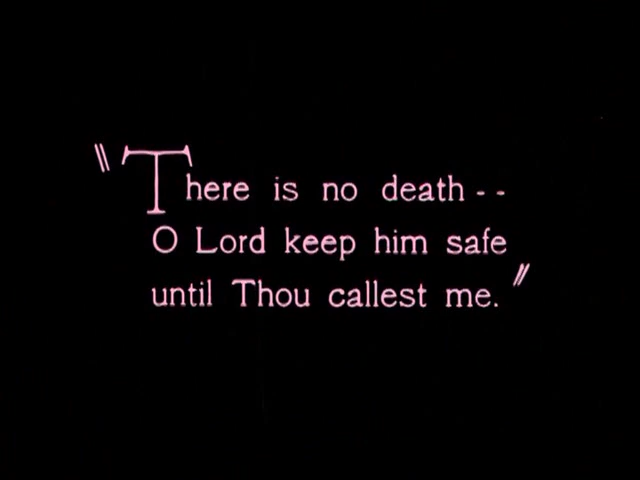 "There is no death--
O Lord keep him safe
until Thou callest me."